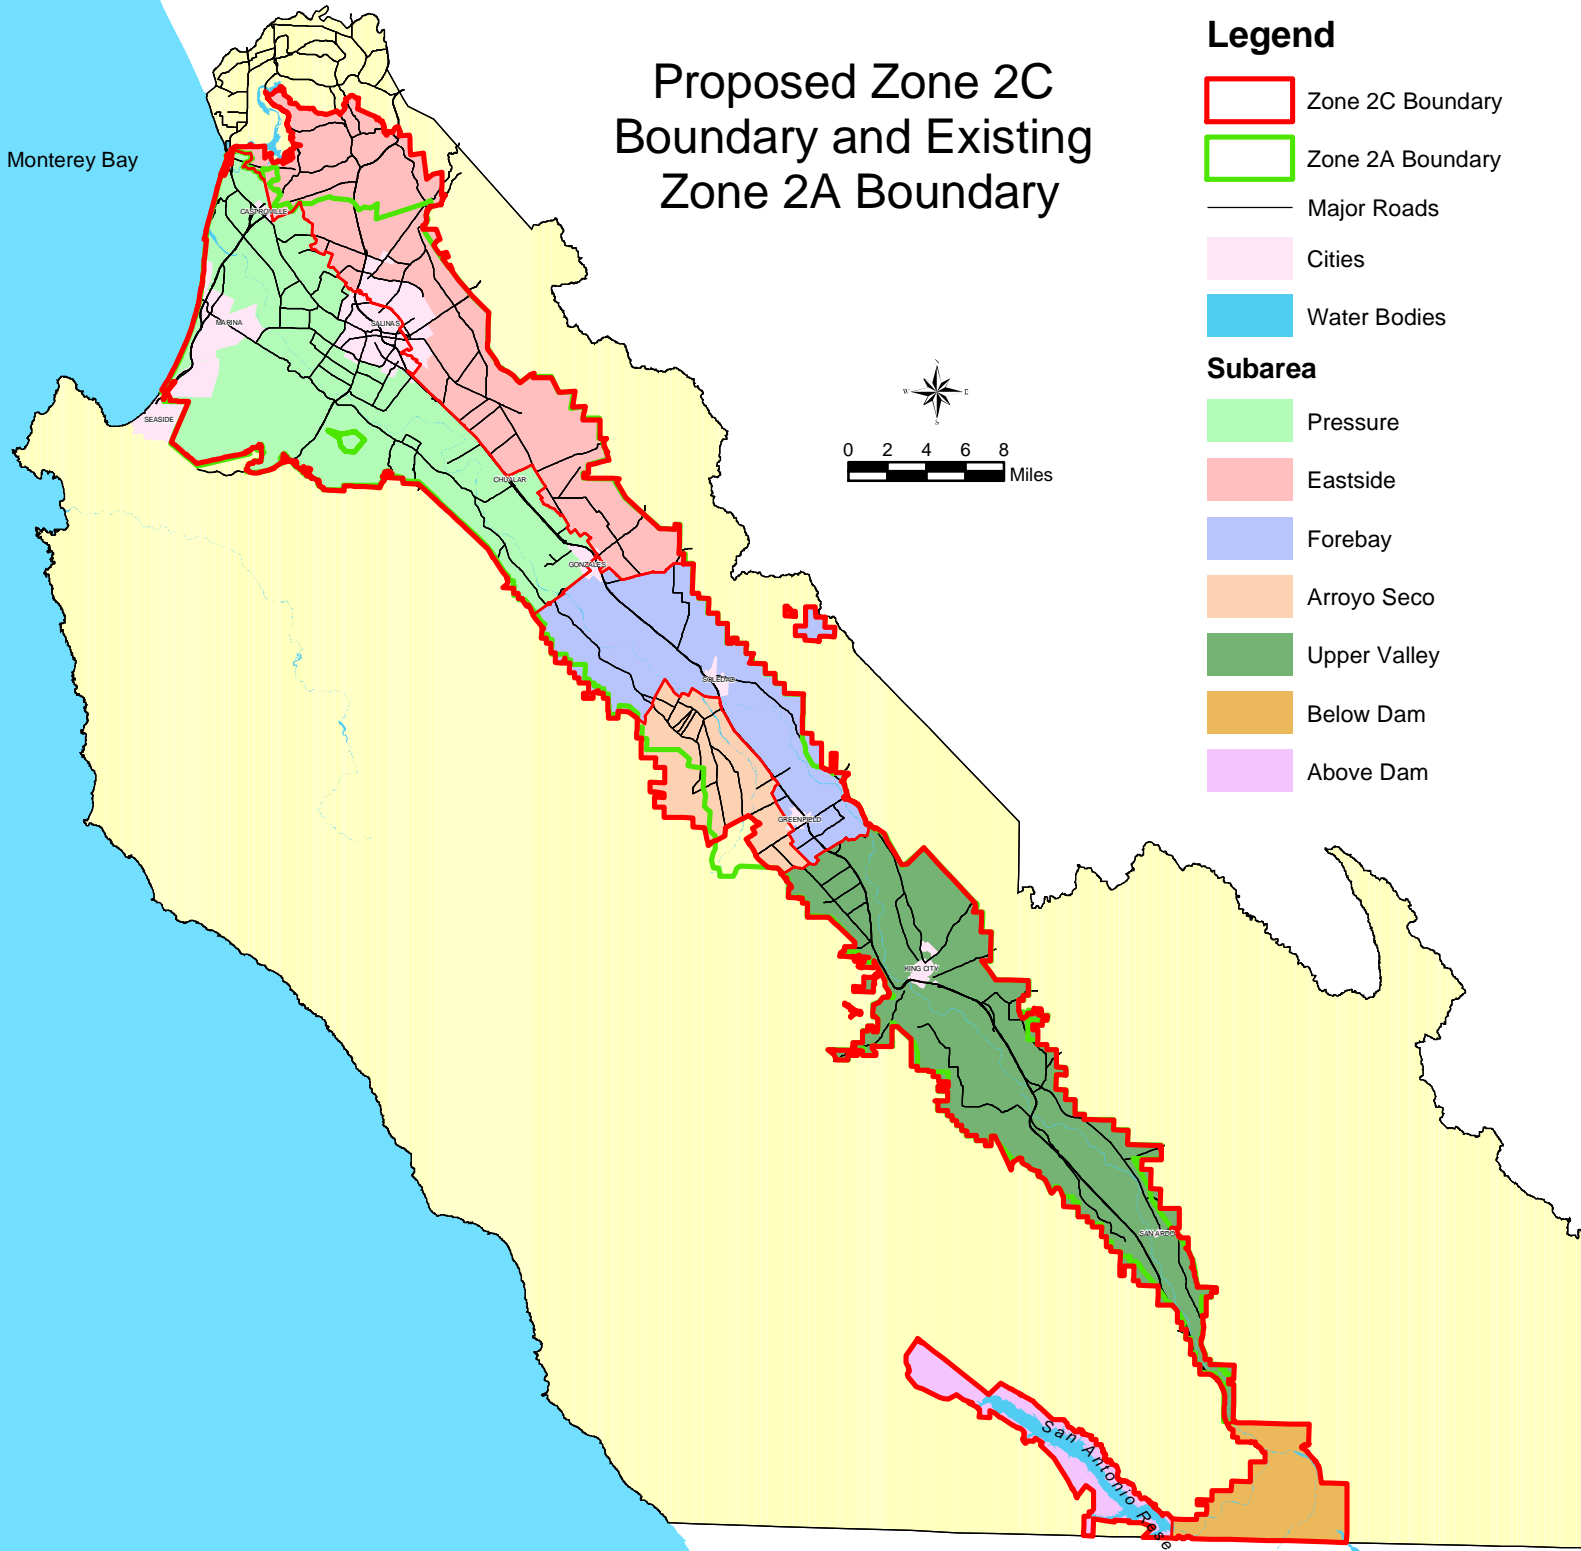 Proposed Zone 2C
Boundary and Existing
Zone 2A Boundary
Legend
Zone 2C Boundary
Zone 2A Boundary
Major Roads
Cities
Water Bodies
Subarea
Pressure
Eastside
Forebay
Arroyo Seco
Upper Valley
Below Dam
Above Dam
Monterey Bay
N
W
E
S
0 2 4 6 8
Miles
CASTROVILLE
MARINA
SALINAS
SEASIDE
CHUALAR
GONZALES
SOLEDAD
GREENFIELD
KING CITY
SAN ARDO
San Antonio Rese